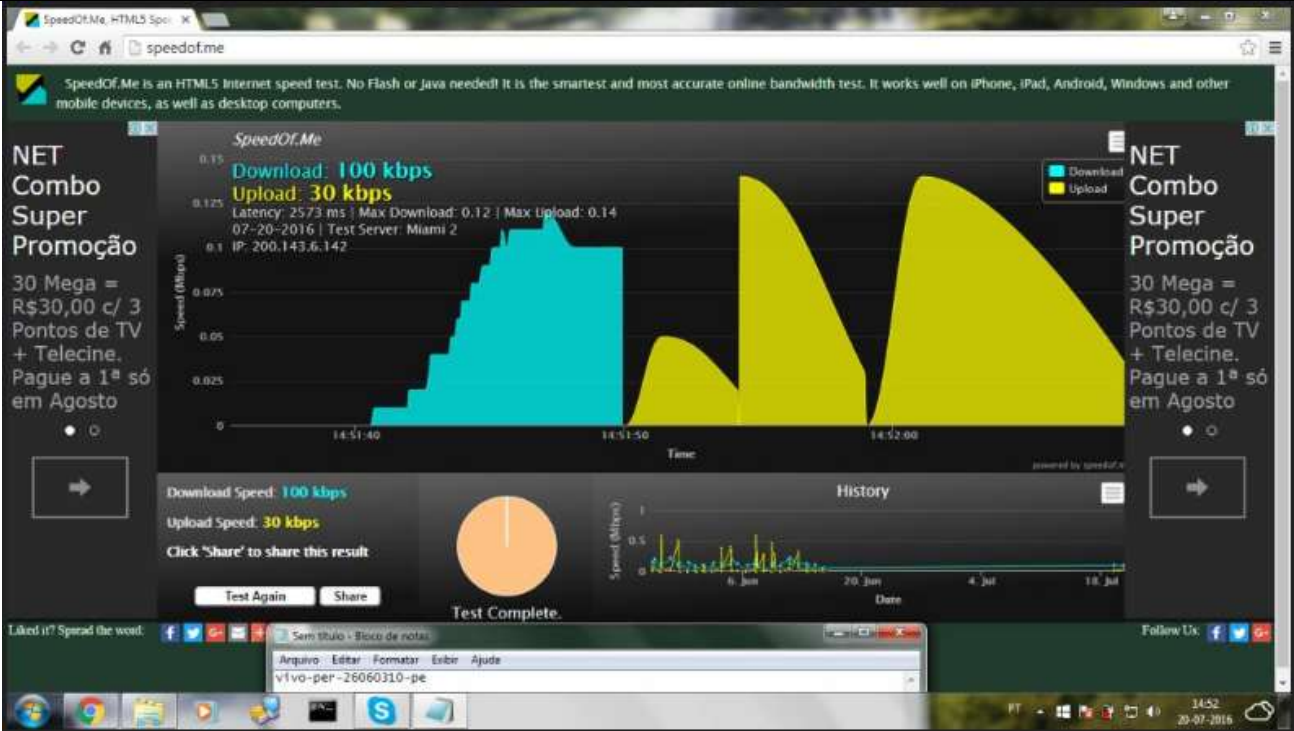 SpeedOf.Me, HTML5 Spe
speedof.me
SpeedOf.Me is an HTML5 Internet speed test. No Flash or Java needed! It is the smartest and most accurate online bandwidth test. It works well on iPhone, iPad, Android, Windows and other
mobile devices, as well as desktop computers.
NET
Combo
Super
Promoção
30 Mega =
R$30,00 c/ 3
Pontos de TV
+ Telecine.
Pague a 1ª só
em Agosto
SpeedOf.Me
Download: 100 kbps
Upload: 30 kbps
Latency: 2573 ms | Max Download: 0.12 | Max Upload: 0.14
07-20-2016 | Test Server: Miami 2
IP: 200.143.6.142
Download
Upload
Speed (Mbps)
0.15
0.125
0.1
0.075
0.05
0.025
0
14:51:40
14:51:50
14:52:00
Time
powered by speedof.m
NET
Combo
Super
Promoção
30 Mega =
R$30,00 c/ 3
Pontos de TV
+ Telecine.
Pague a 1ª só
em Agosto
Download Speed: 100 kbps
Upload Speed: 30 kbps
Click 'Share' to share this result
Test Again
Share
Test Complete.
History
Speed (Mbps)
1
0.5
0
6. Jun
20. Jun
4. Jul
18. Jul
Date
Liked it? Spread the word:
Follow Us:
Sem título - Bloco de notas
Arquivo Editar Formatar Exibir Ajuda
vivo-per-26060310-pe
PT
14:52
20-07-2016